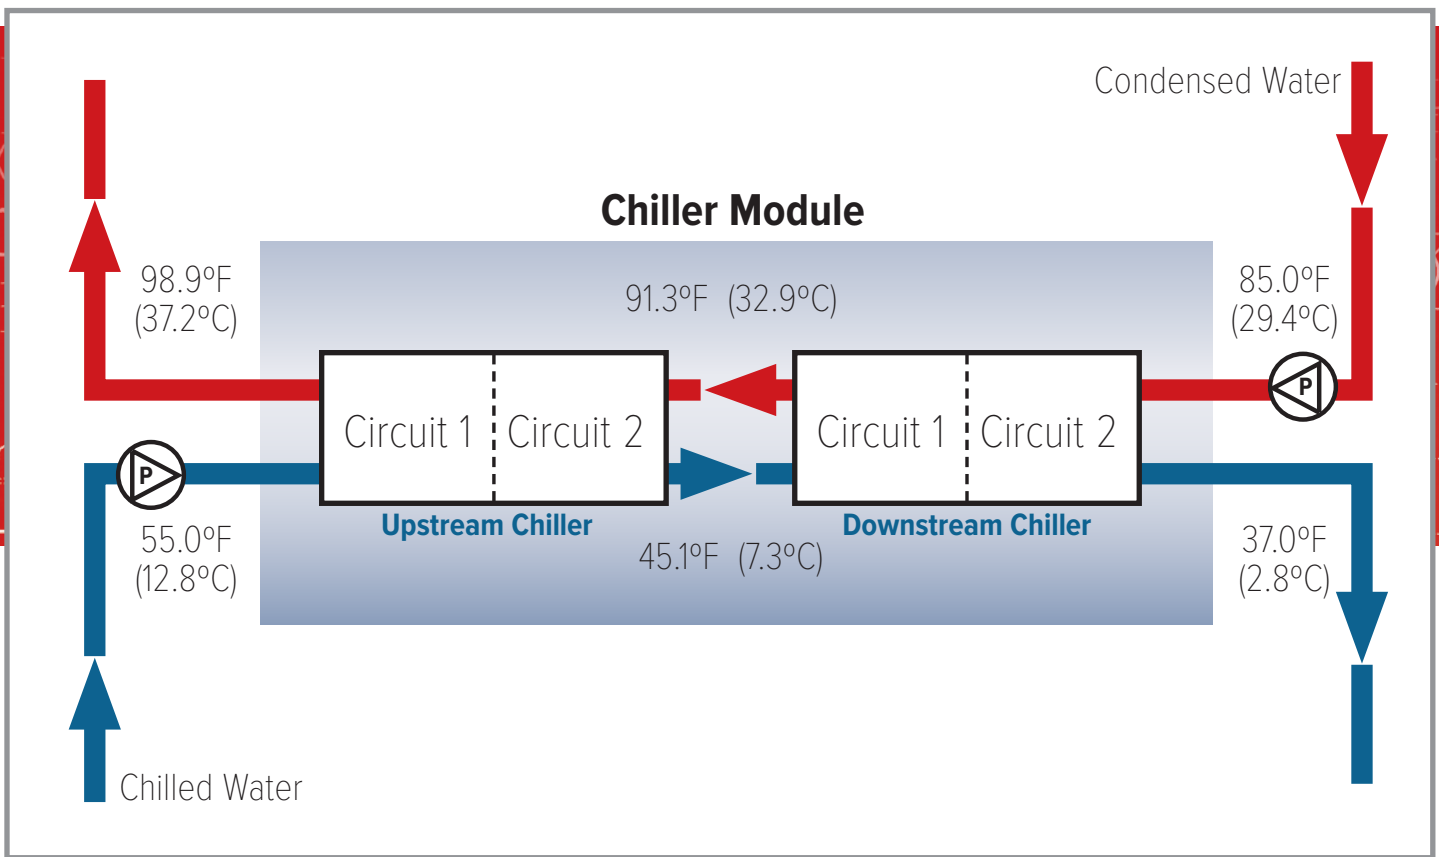 Condensed Water
Chiller Module
98.9ºF
(37.2ºC)
91.3ºF (32.9ºC)
85.0ºF
(29.4ºC)
P
Circuit 1
Circuit 2
Circuit 1
Circuit 2
P
Upstream Chiller
Downstream Chiller
55.0ºF
(12.8ºC)
45.1ºF (7.3ºC)
37.0ºF
(2.8ºC)
Chilled Water